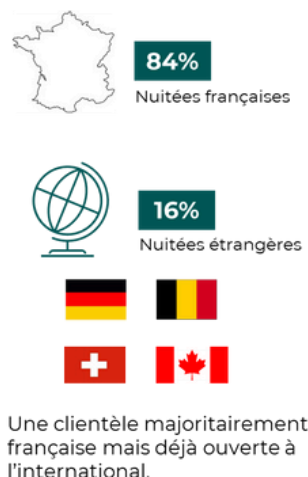 84%
Nuitées françaises
16%
Nuitées étrangères
Une clientèle majoritairement
française mais déjà ouverte à
l'international.